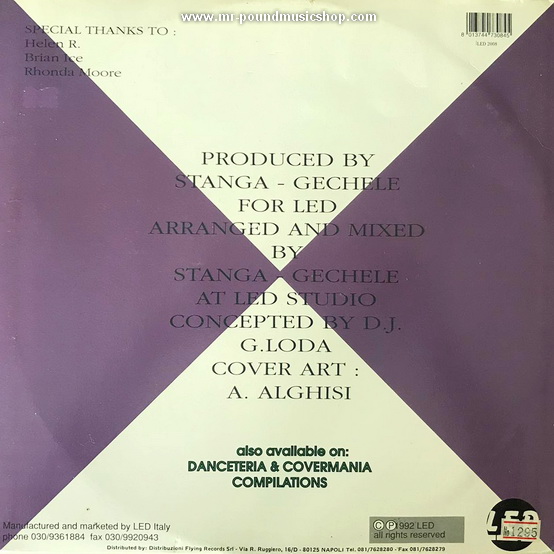 www.mr-poundmusicshop.com
SPECIAL THANKS TO :
Helen R.
Brian Ice
Rhonda Moore
8 013744 730845
LED 2008
PRODUCED BY
STANGA - GECHELE
FOR LED
ARRANGED AND MIXED
BY
STANGA - GECHELE
AT LED STUDIO
CONCEPTED BY D.J.
G.LODA
COVER ART :
A. ALGHISI
also available on:
DANCETERIA & COVERMANIA
COMPILATIONS
Manufactured and marketed by LED Italy
phone 030/9361884 fax 030/9920943
Ⓒ Ⓟ 1992 LED
all rights reserved
LED
№1295
Distributed by: Distribuzioni Flying Records Srl - Via R. Ruggiero, 16/D - 80125 NAPOLI Tel. 081/7628280 - Fax 081/7628279